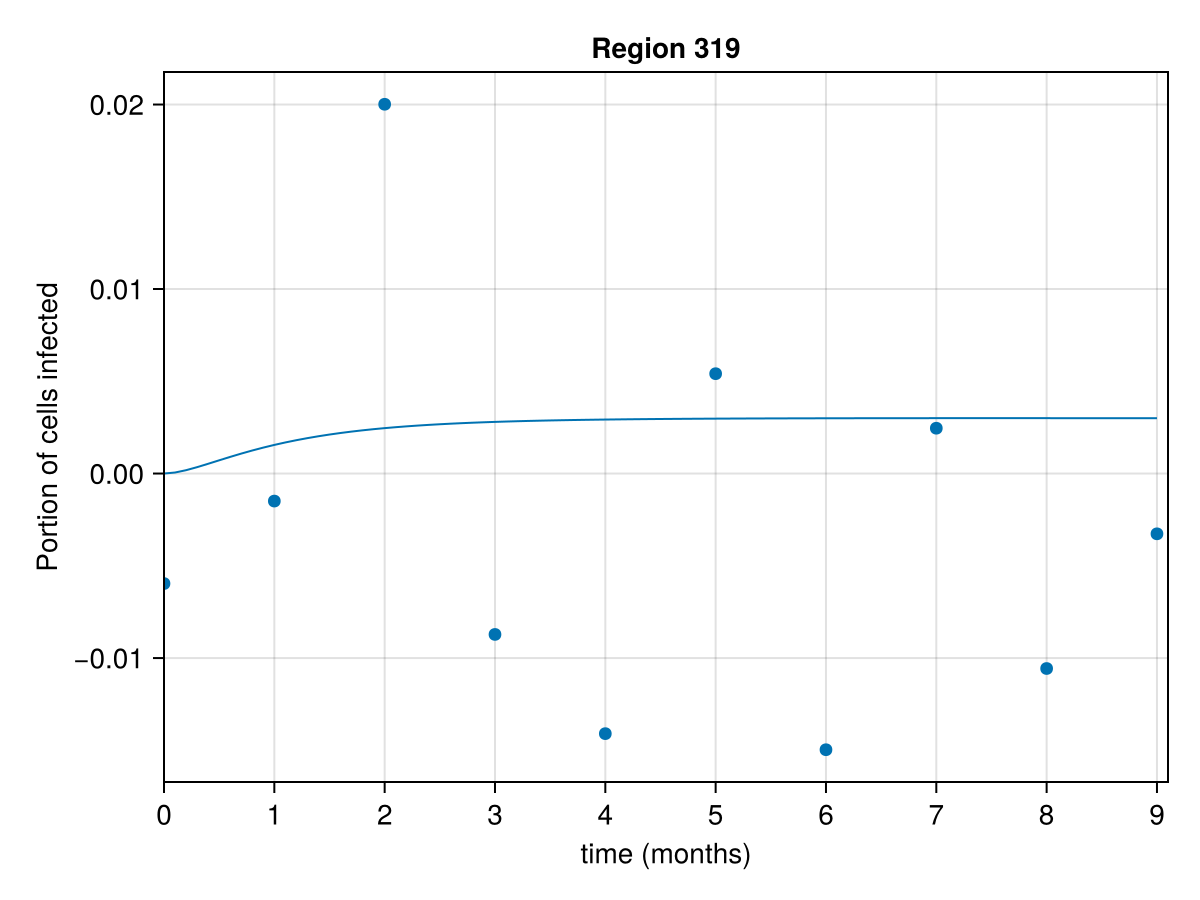 Region 319
Portion of cells infected
0.02
0.01
0.00
−0.01
0 1 2 3 4 5 6 7 8 9
time (months)